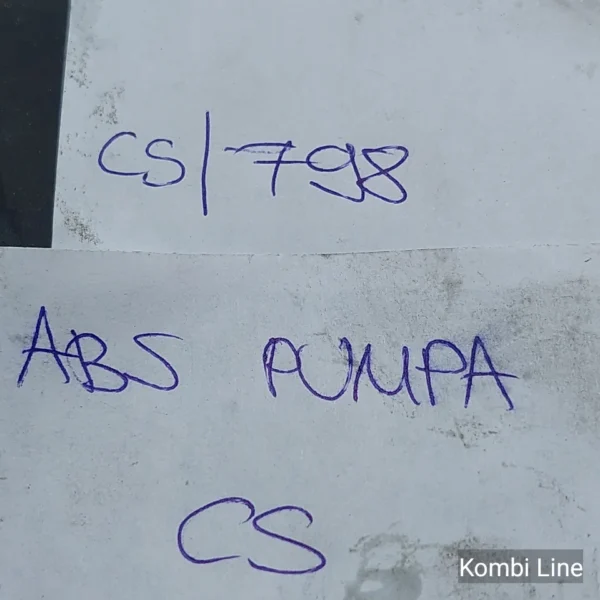 CS/798
ABS PUMPA
CS
Kombi Line